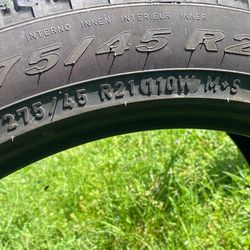 INTERNO INNEN INTERIEUR INNER
75/45 R2
275/45 R21 110W M+S